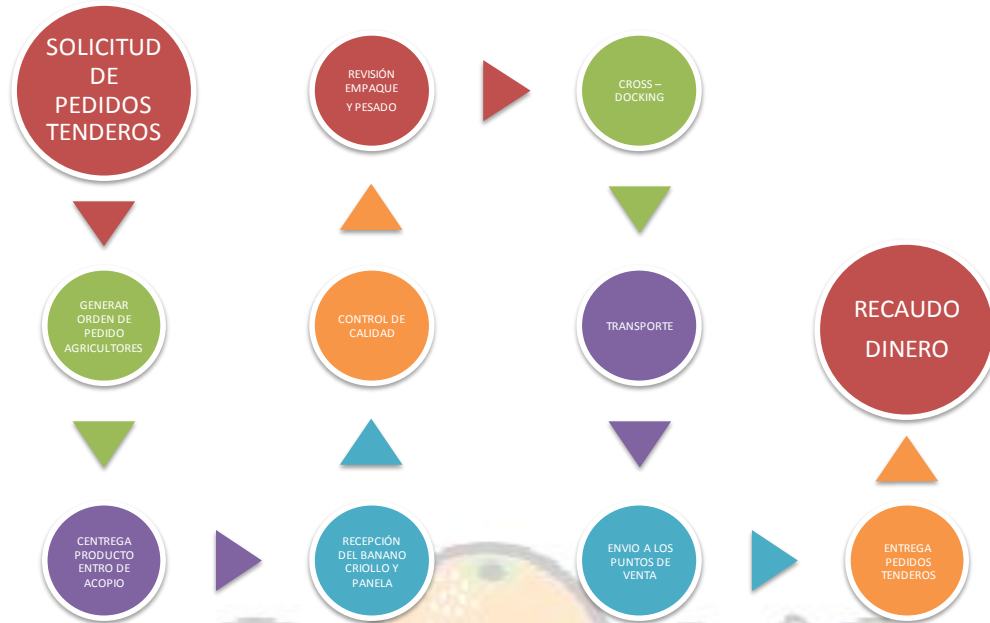 SOLICITUD
DE
PEDIDOS
TENDEROS
GENERAR
ORDEN DE
PEDIDO
AGRICULTORES
CENTREGA
PRODUCTO
ENTRO DE
ACOPIO
RECEPCIÓN
DEL BANANO
CRIOLLO Y
PANELA
CONTROL DE
CALIDAD
REVISIÓN
EMPAQUE
Y PESADO
CROSS –
DOCKING
TRANSPORTE
ENVIO A LOS
PUNTOS DE
VENTA
ENTREGA
PEDIDOS
TENDEROS
RECAUDO
DINERO